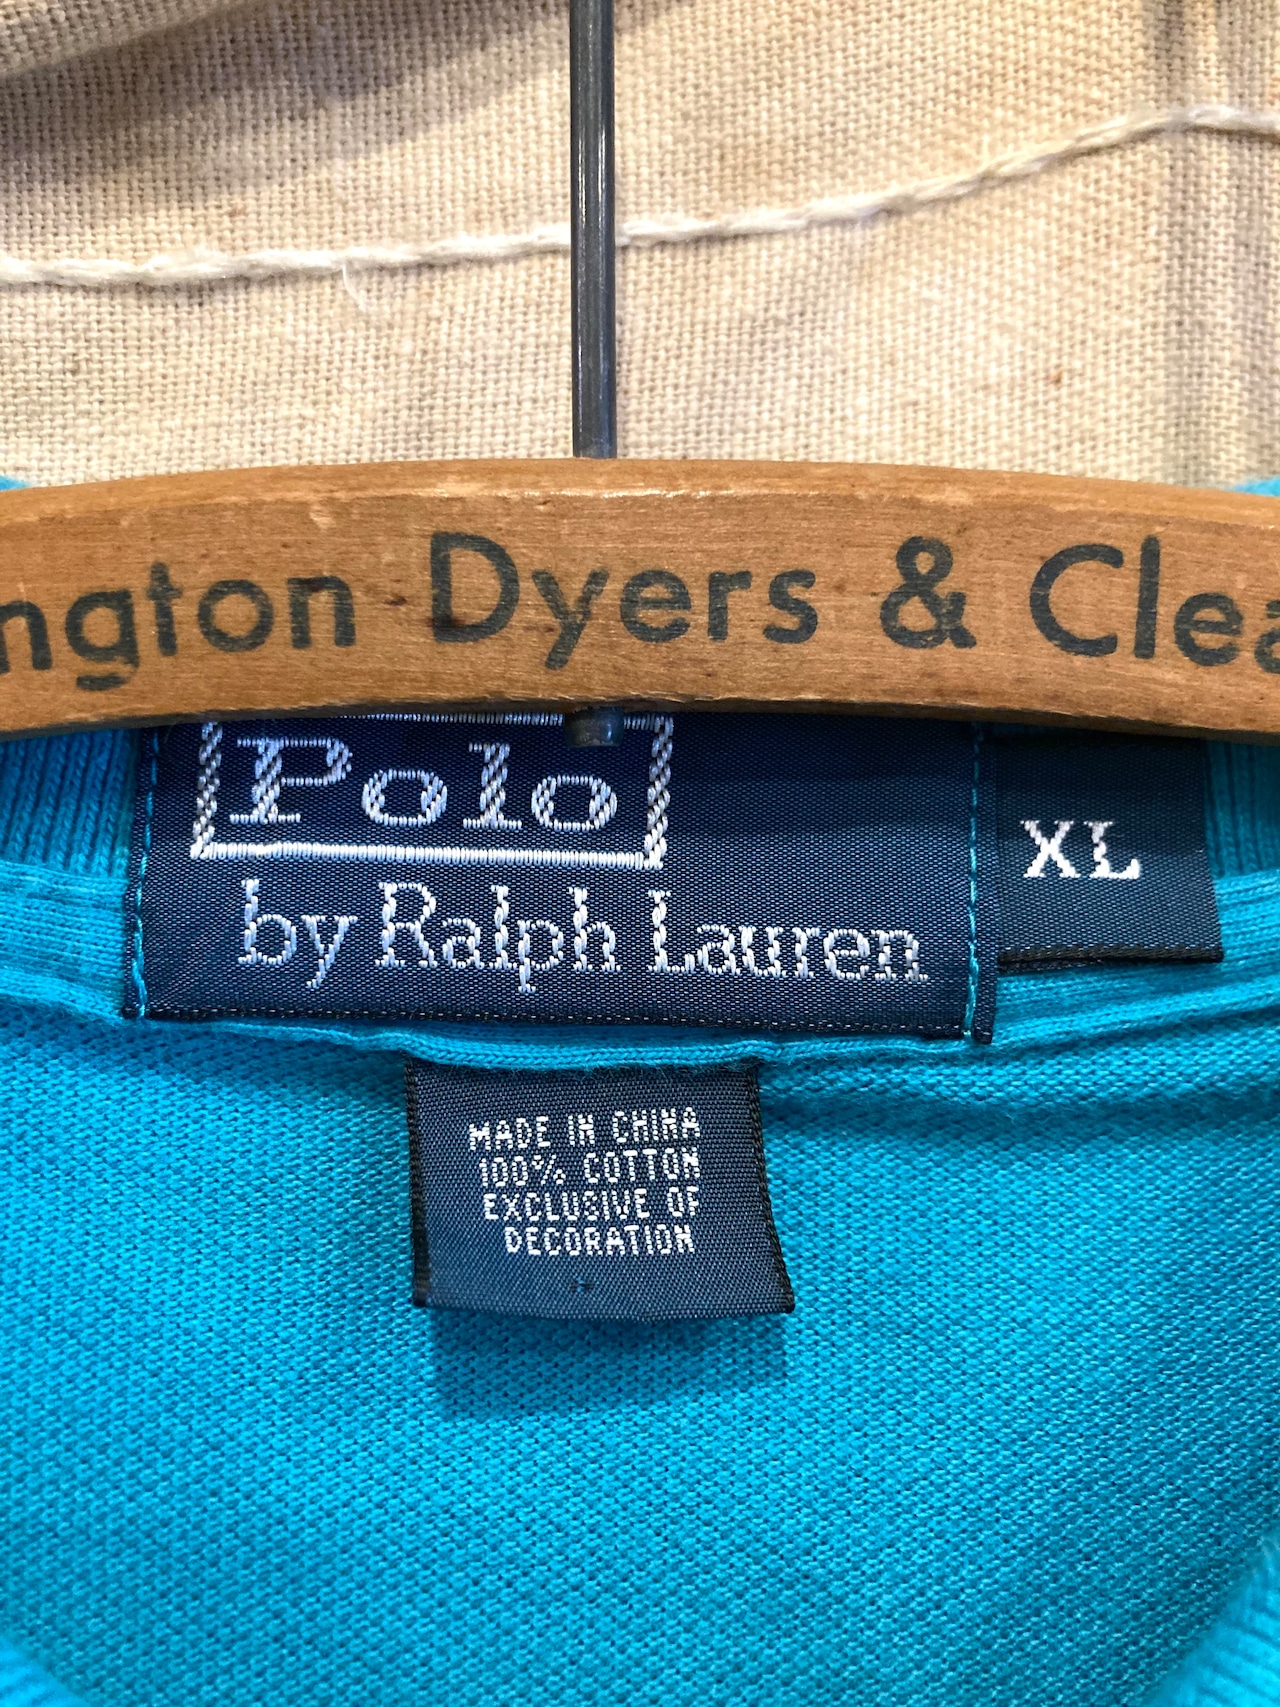 ngton Dyers & Clea
Polo
by Ralph Lauren
XL
MADE IN CHINA
100% COTTON
EXCLUSIVE OF
DECORATION